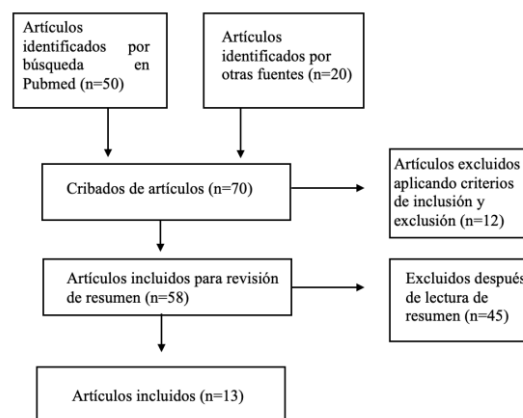 Artículos
identificados por
búsqueda en
Pubmed (n=50)
Artículos
identificados por
otras fuentes (n=20)
Cribados de artículos (n=70)
Artículos excluidos
aplicando criterios
de inclusión y
exclusión (n=12)
Artículos incluidos para revisión
de resumen (n=58)
Excluidos después
de lectura de
resumen (n=45)
Artículos incluidos (n=13)